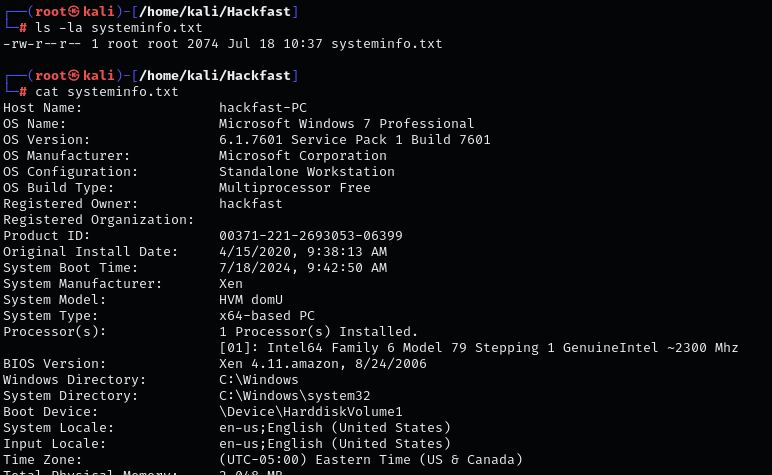 ┌──(root㉿kali)-[/home/kali/Hackfast]
└─# ls -la systeminfo.txt
-rw-r--r-- 1 root root 2074 Jul 18 10:37 systeminfo.txt
┌──(root㉿kali)-[/home/kali/Hackfast]
└─# cat systeminfo.txt
Host Name:                 hackfast-PC
OS Name:                   Microsoft Windows 7 Professional
OS Version:                6.1.7601 Service Pack 1 Build 7601
OS Manufacturer:           Microsoft Corporation
OS Configuration:          Standalone Workstation
OS Build Type:             Multiprocessor Free
Registered Owner:          hackfast
Registered Organization:
Product ID:                00371-221-2693053-06399
Original Install Date:     4/15/2020, 9:38:13 AM
System Boot Time:          7/18/2024, 9:42:50 AM
System Manufacturer:       Xen
System Model:              HVM domU
System Type:               x64-based PC
Processor(s):              1 Processor(s) Installed.
                           [01]: Intel64 Family 6 Model 79 Stepping 1 GenuineIntel ~2300 Mhz
BIOS Version:              Xen 4.11.amazon, 8/24/2006
Windows Directory:         C:\Windows
System Directory:          C:\Windows\system32
Boot Device:               \Device\HarddiskVolume1
System Locale:             en-us;English (United States)
Input Locale:              en-us;English (United States)
Time Zone:                 (UTC-05:00) Eastern Time (US & Canada)
Total Physical Memory:     2,048 MB